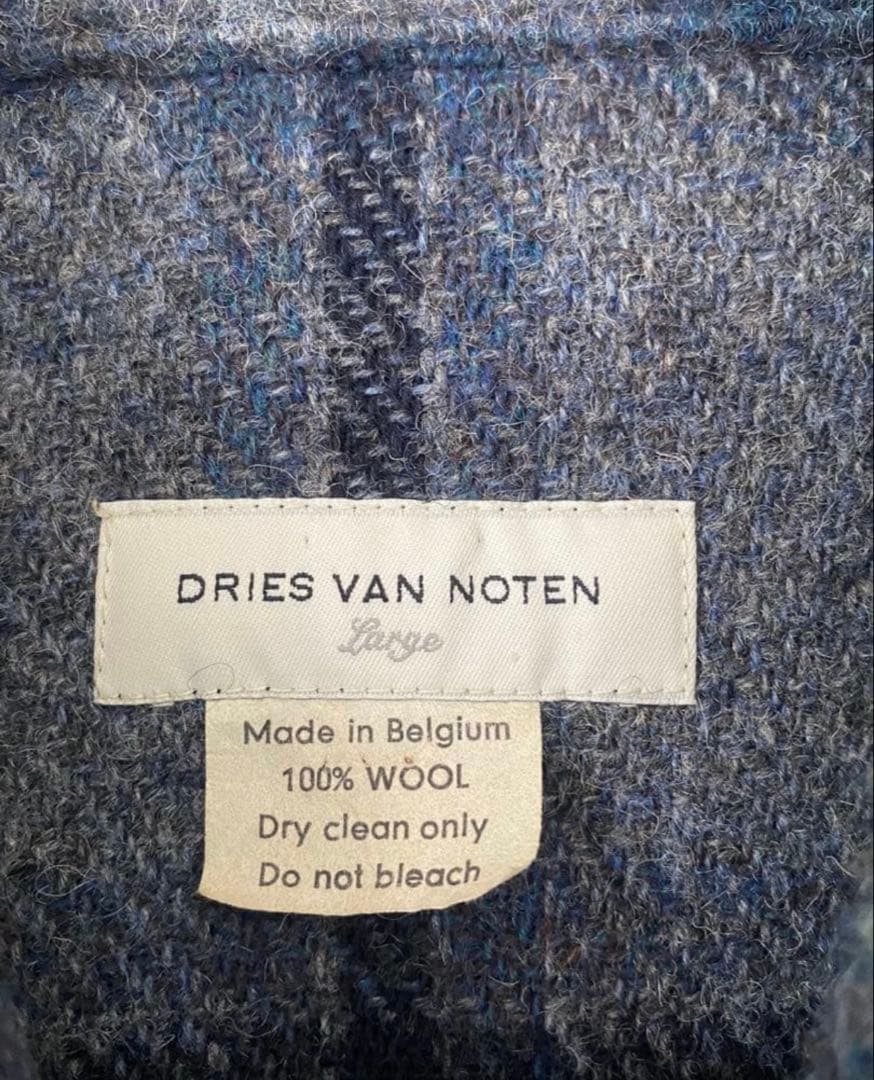 DRIES VAN NOTEN
Large
Made in Belgium
100% WOOL
Dry clean only
Do not bleach